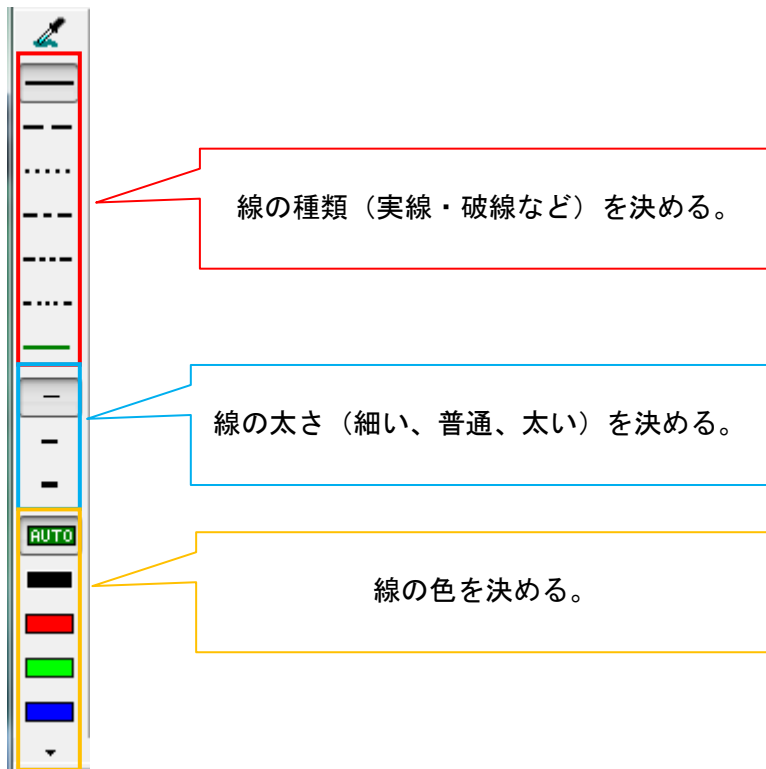 線の種類（実線・破線など）を決める。
線の太さ（細い、普通、太い）を決める。
AUTO
線の色を決める。